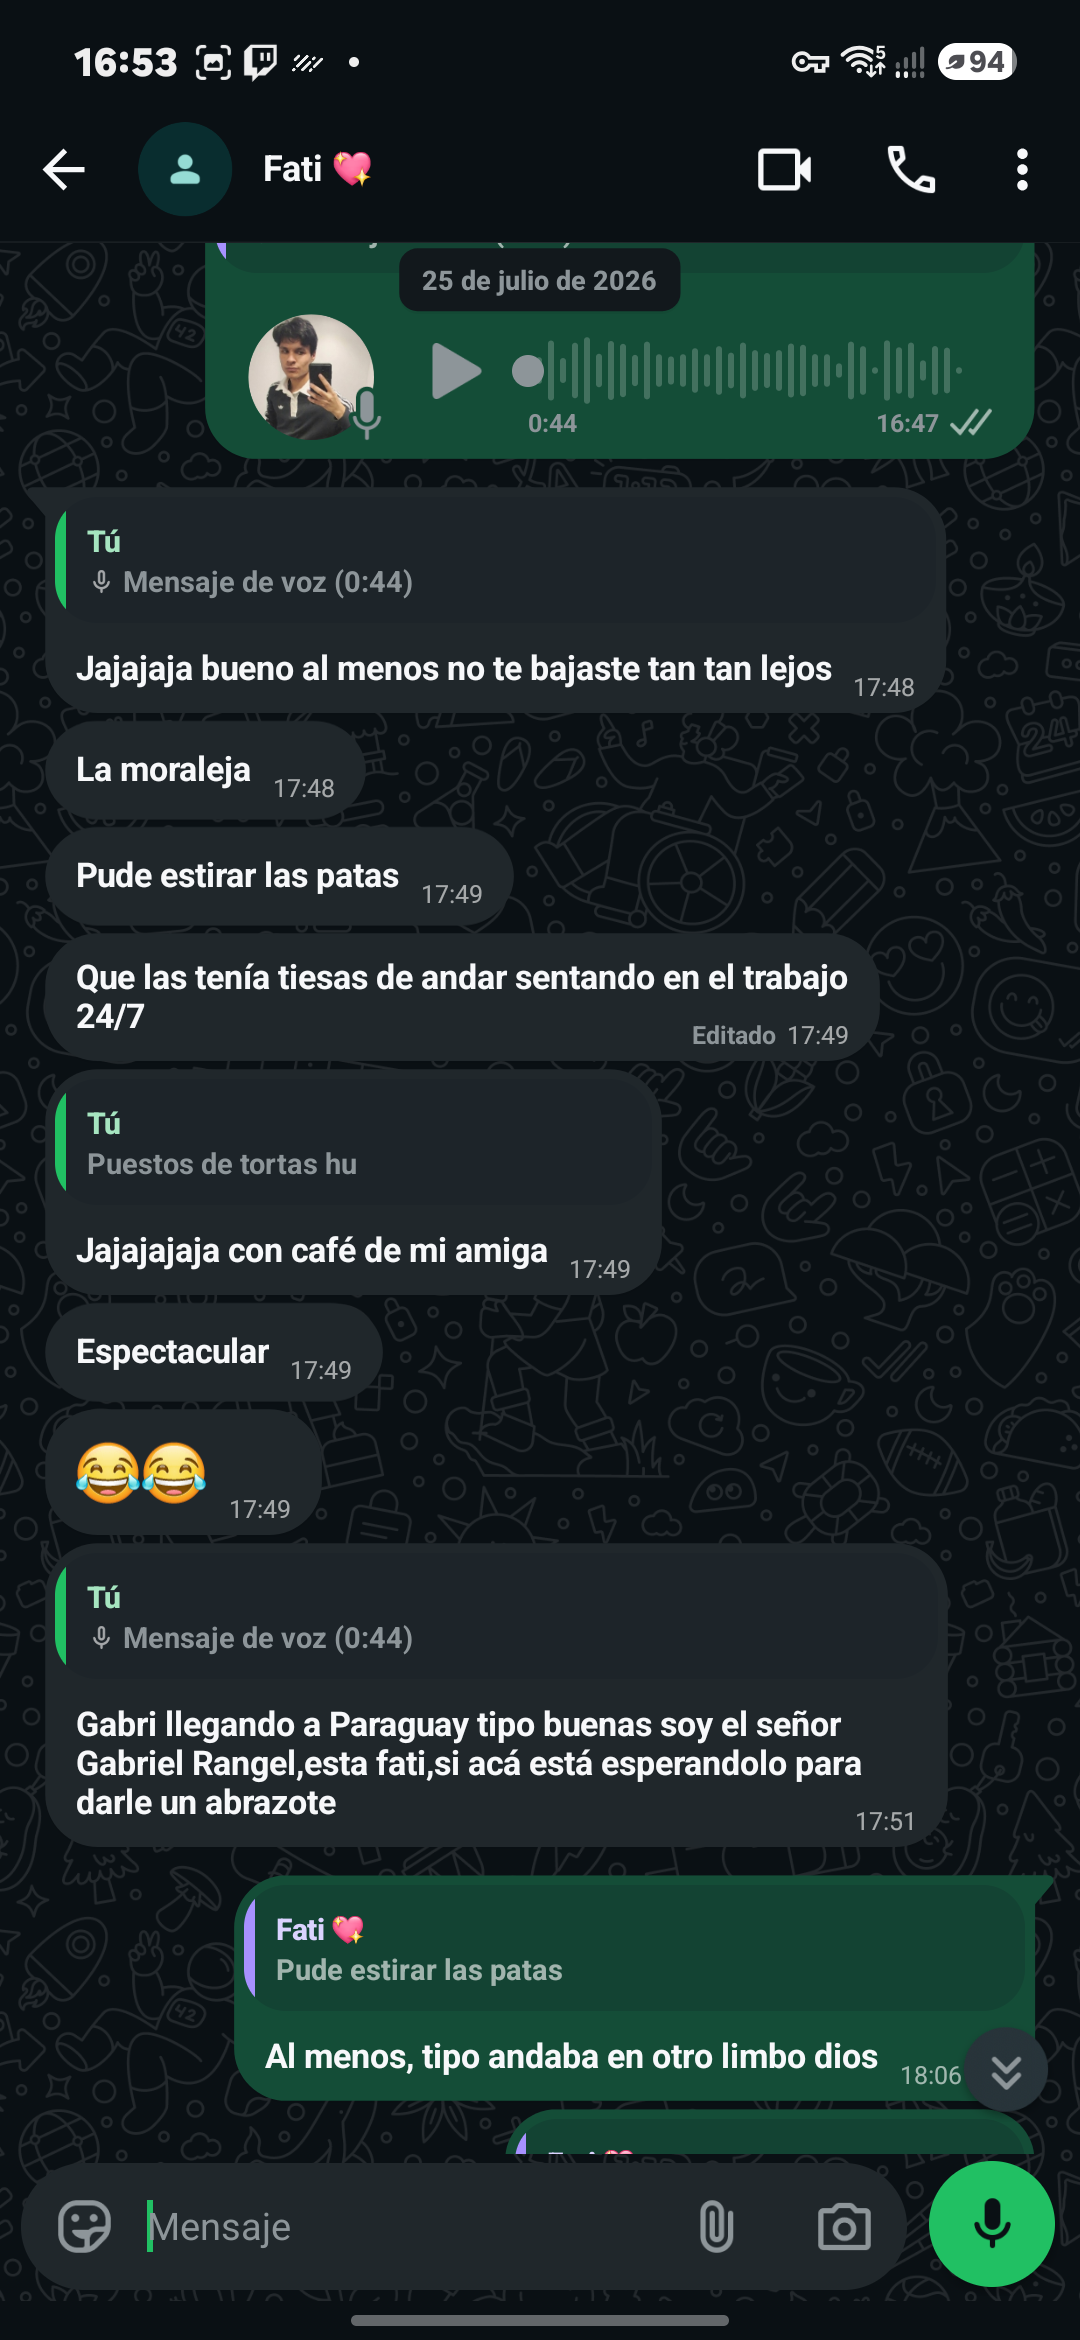 16:53
5
94
Fati 💖
25 de julio de 2026
0:44
16:47
Tú
Mensaje de voz (0:44)
Jajajaja bueno al menos no te bajaste tan tan lejos
17:48
La moraleja
17:48
Pude estirar las patas
17:49
Que las tenía tiesas de andar sentando en el trabajo
24/7
Editado 17:49
Tú
Puestos de tortas hu
Jajajajaja con café de mi amiga
17:49
Espectacular
17:49
😂😂
17:49
Tú
Mensaje de voz (0:44)
Gabri llegando a Paraguay tipo buenas soy el señor
Gabriel Rangel,esta fati,si acá está esperandolo para
darle un abrazote
17:51
Fati 💖
Pude estirar las patas
Al menos, tipo andaba en otro limbo dios
18:06
Mensaje